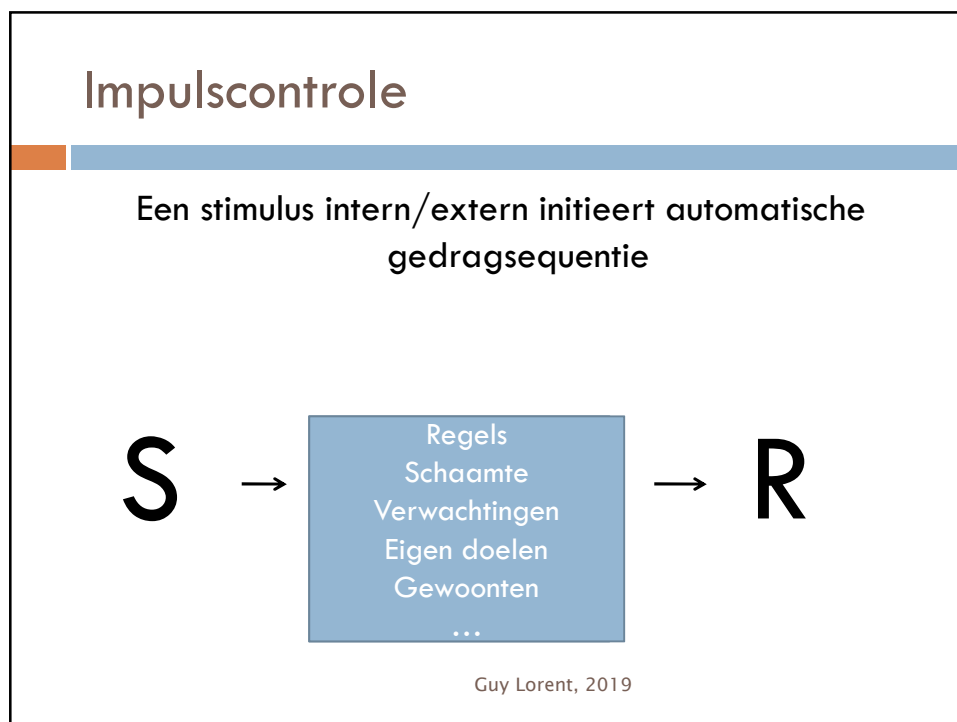 Impulscontrole
Een stimulus intern/extern initieert automatische
gedragsequentie
S → Regels → R
Schaamte
Verwachtingen
Eigen doelen
Gewoonten
...
Guy Lorent, 2019